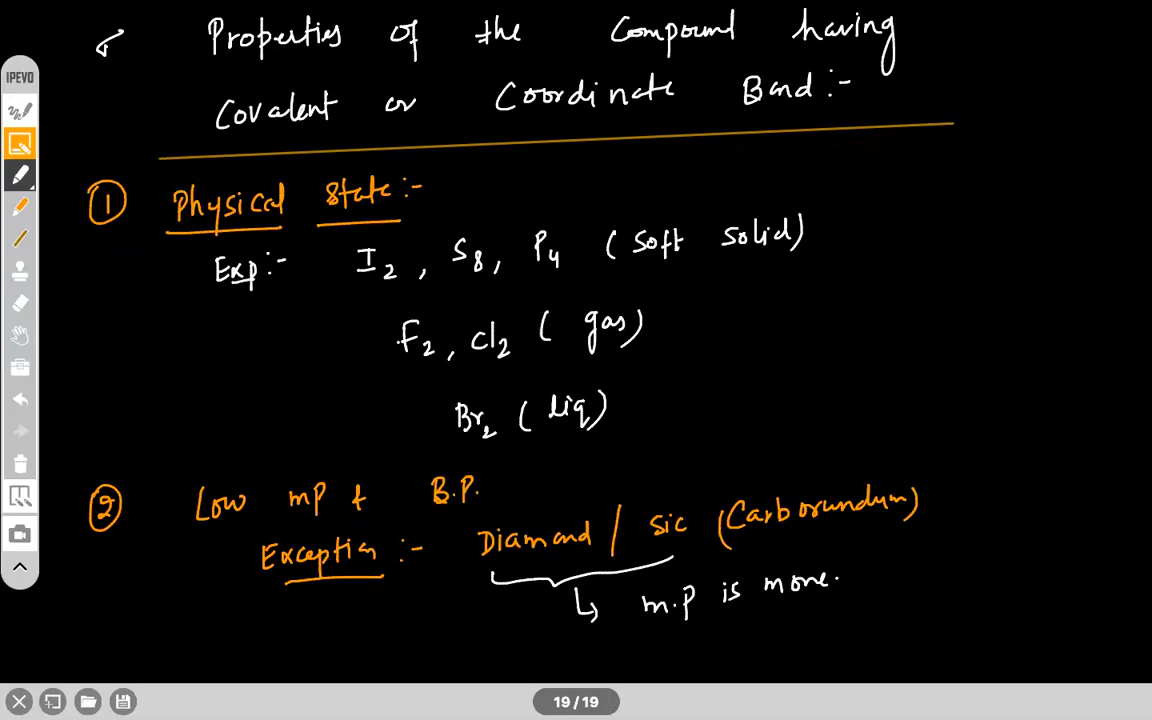 Properties of the Compound having
Covalent or Coordinate Bond :-
IPEVO
① Physical State :-
Exp :- I2 , S8 , P4 ( Soft solid )
F2 , Cl2 ( gas )
Br2 ( liq )
② Low mp & B.P.
Exception :- Diamond / Sic ( Carborundum )
↳ m.p is more.
19 / 19